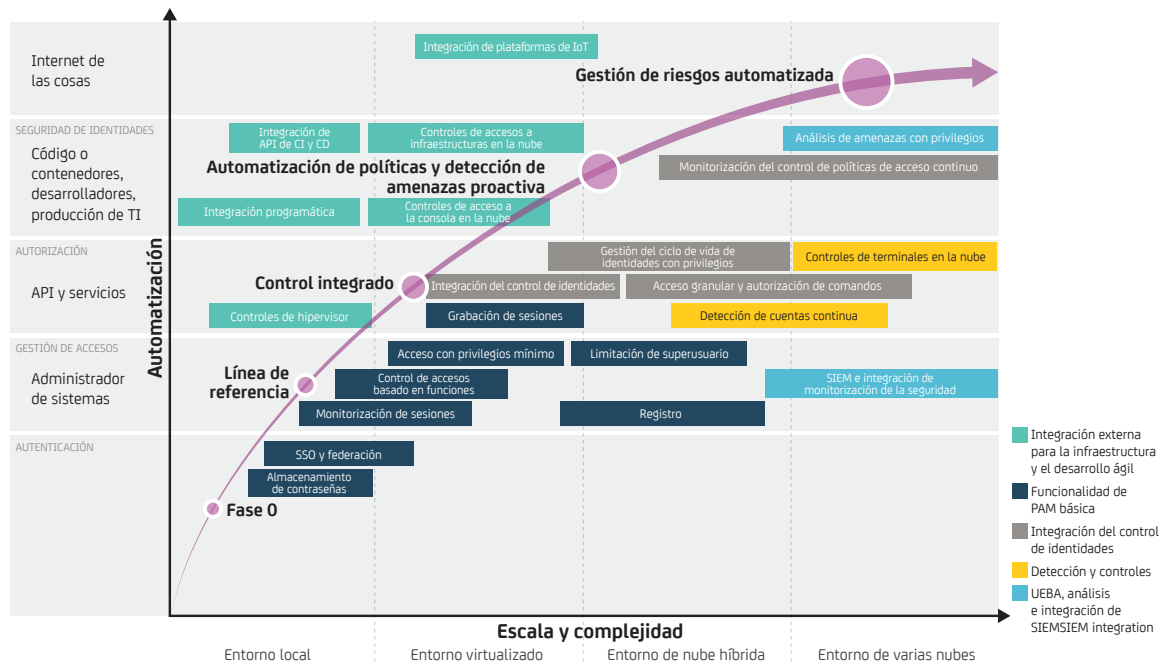 Integración de plataformas de IoT
Internet de
las cosas
Gestión de riesgos automatizada
SEGURIDAD DE IDENTIDADES
Código o
contenedores,
desarrolladores,
producción de TI
Integración de
API de CI y CD
Controles de accesos a
infraestructuras en la nube
Análisis de amenazas con privilegios
Automatización de políticas y detección de
amenazas proactiva
Monitorización del control de políticas de acceso continuo
Integración programática
Controles de acceso a
la consola en la nube
AUTORIZACIÓN
API y servicios
Gestión del ciclo de vida de
identidades con privilegios
Controles de terminales en la nube
Control integrado
Integración del control de identidades
Acceso granular y autorización de comandos
Controles de hipervisor
Grabación de sesiones
Detección de cuentas continua
GESTIÓN DE ACCESOS
Administrador
de sistemas
Acceso con privilegios mínimo
Limitación de superusuario
Línea de
referencia
Control de accesos
basado en funciones
SIEM e integración de
monitorización de la seguridad
Monitorización de sesiones
Registro
AUTENTICACIÓN
SSO y federación
Almacenamiento
de contraseñas
Fase 0
Automatización
Escala y complejidad
Entorno local
Entorno virtualizado
Entorno de nube híbrida
Entorno de varias nubes
Integración externa
para la infraestructura
y el desarrollo ágil
Funcionalidad de
PAM básica
Integración del control
de identidades
Detección y controles
UEBA, análisis
e integración de
SIEMSIEM integration